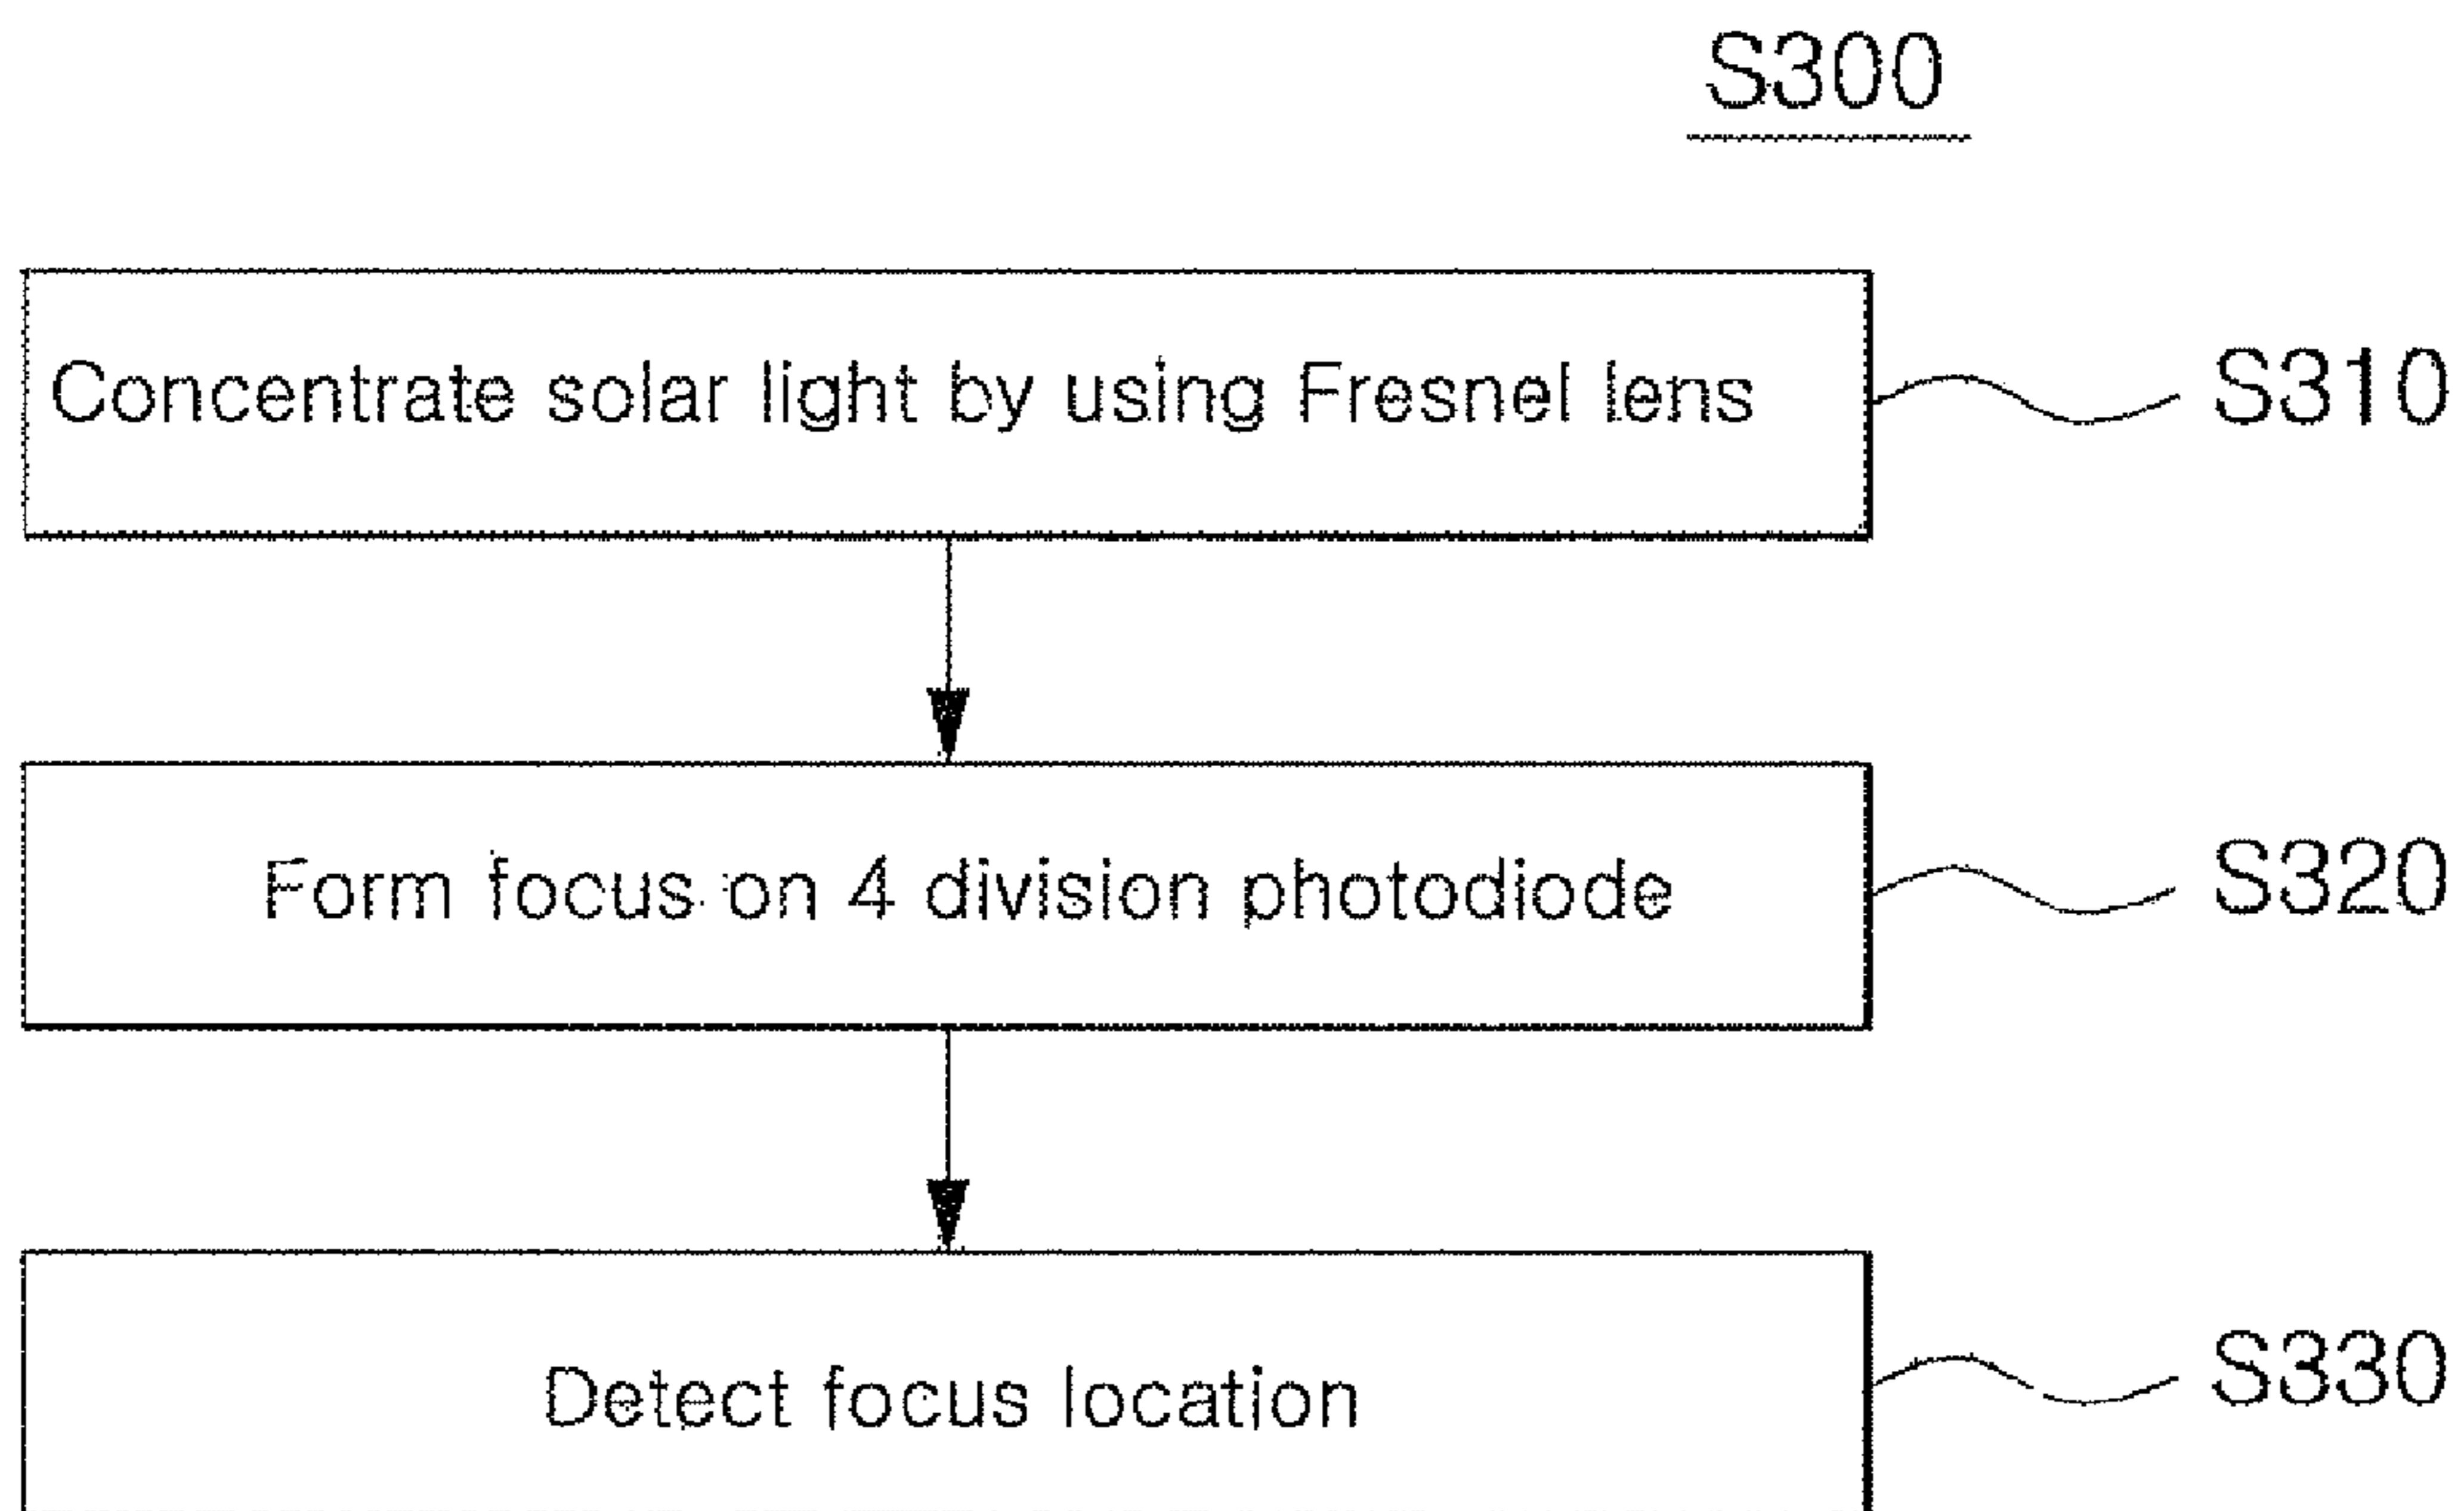 S300
Concentrate solar light by using Fresnel lens
S310
Form focus on 4 division photodiode
S320
Detect focus location
S330